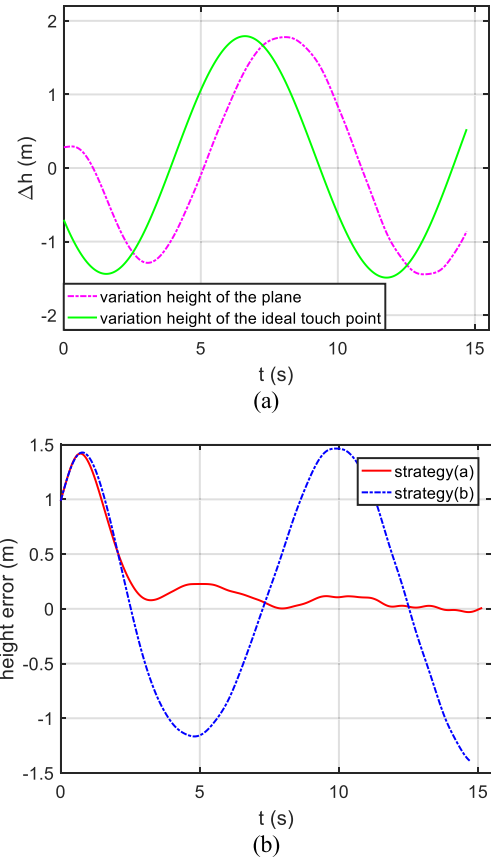 2
1
0
-1
-2
Δh (m)
variation height of the plane
variation height of the ideal touch point
0
5
10
15
t (s)
(a)
1.5
1
0.5
0
-0.5
-1
-1.5
height error (m)
strategy(a)
strategy(b)
0
5
10
15
t (s)
(b)